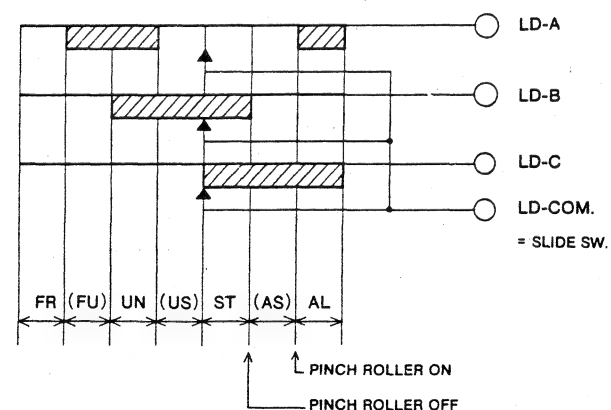 LD-A
LD-B
LD-C
LD-COM.
= SLIDE SW.
FR (FU) UN (US) ST (AS) AL
PINCH ROLLER ON
PINCH ROLLER OFF